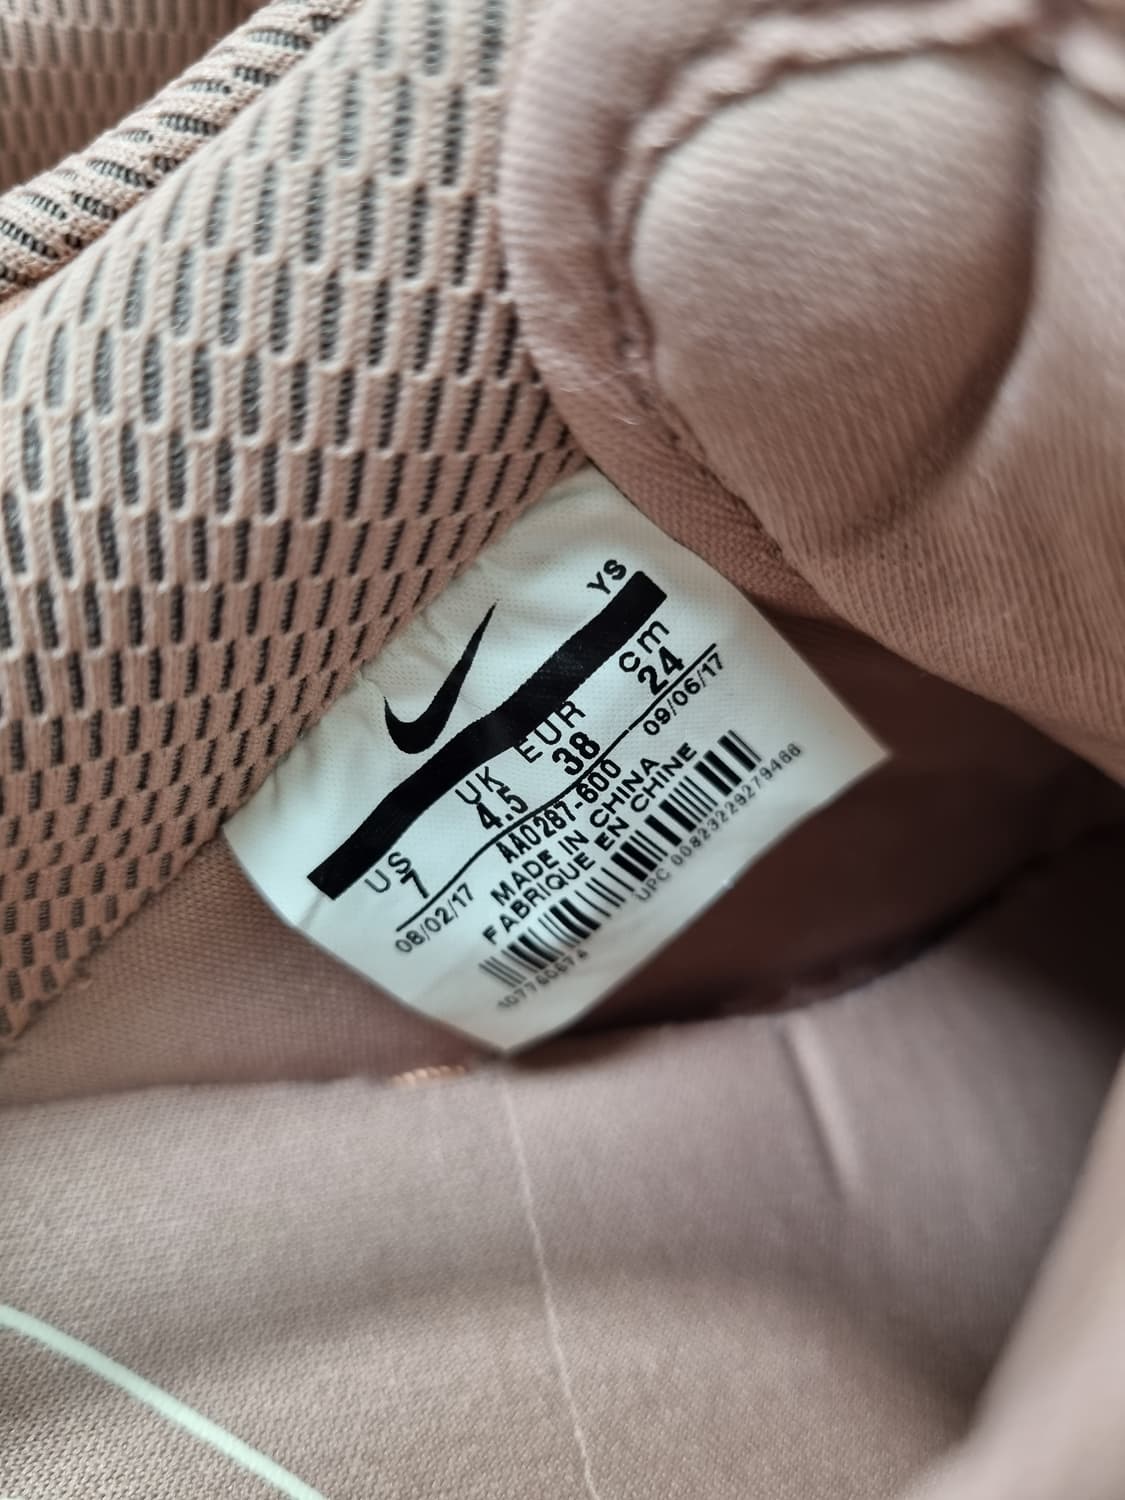 YS
US UK EUR cm
7 4.5 38 24
08/02/17 AA0287-600 09/06/17
MADE IN CHINA
FABRIQUE EN CHINE
UPC 00823229279466